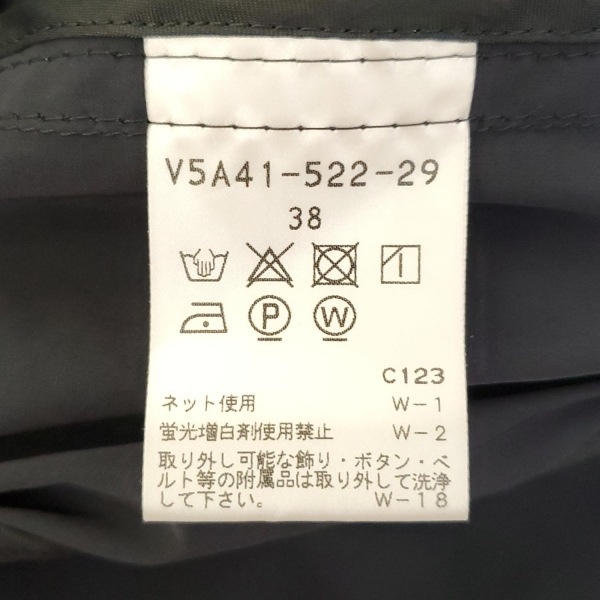 V5A41-522-29
38
P W
C123
ネット使用 W-1
蛍光増白剤使用禁止 W-2
取り外し可能な飾り・ボタン・ベ
ルト等の附属品は取り外して洗浄
して下さい。 W-18